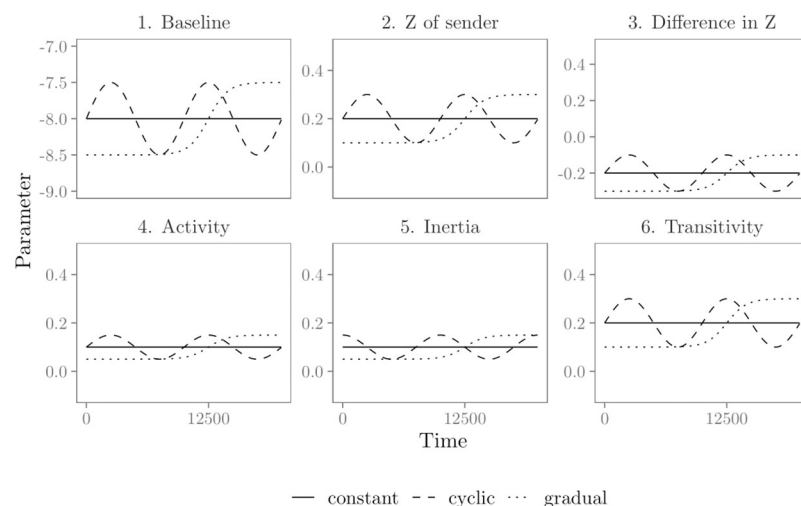 1. Baseline
2. Z of sender
3. Difference in Z
-7.0
-7.5
-8.0
-8.5
-9.0
0.4
0.2
0.0
0.4
0.2
0.0
-0.2
Parameter
4. Activity
5. Inertia
6. Transitivity
0.4
0.2
0.0
0.4
0.2
0.0
0.4
0.2
0.0
0 12500
0 12500
0 12500
Time
constant cyclic gradual